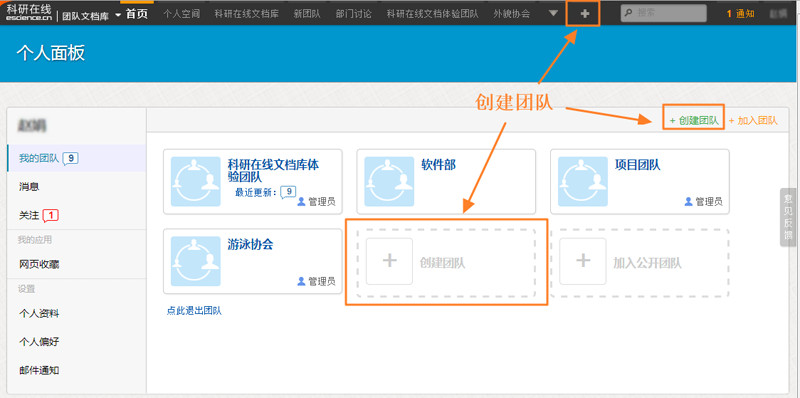 科研在线
escience.cn
团队文档库
首页
个人空间
科研在线文档库
新团队
部门讨论
科研在线文档体验团队
外貌协会
+
搜索
1 通知
个人面板
创建团队
+ 创建团队
+ 加入团队
我的团队 9
消息
关注 1
我的应用
网页收藏
设置
个人资料
个人偏好
邮件通知
科研在线文档库体
验团队
最近更新： 9
管理员
软件部
项目团队
管理员
游泳协会
管理员
+ 创建团队
+ 加入公开团队
点此退出团队
意见反馈